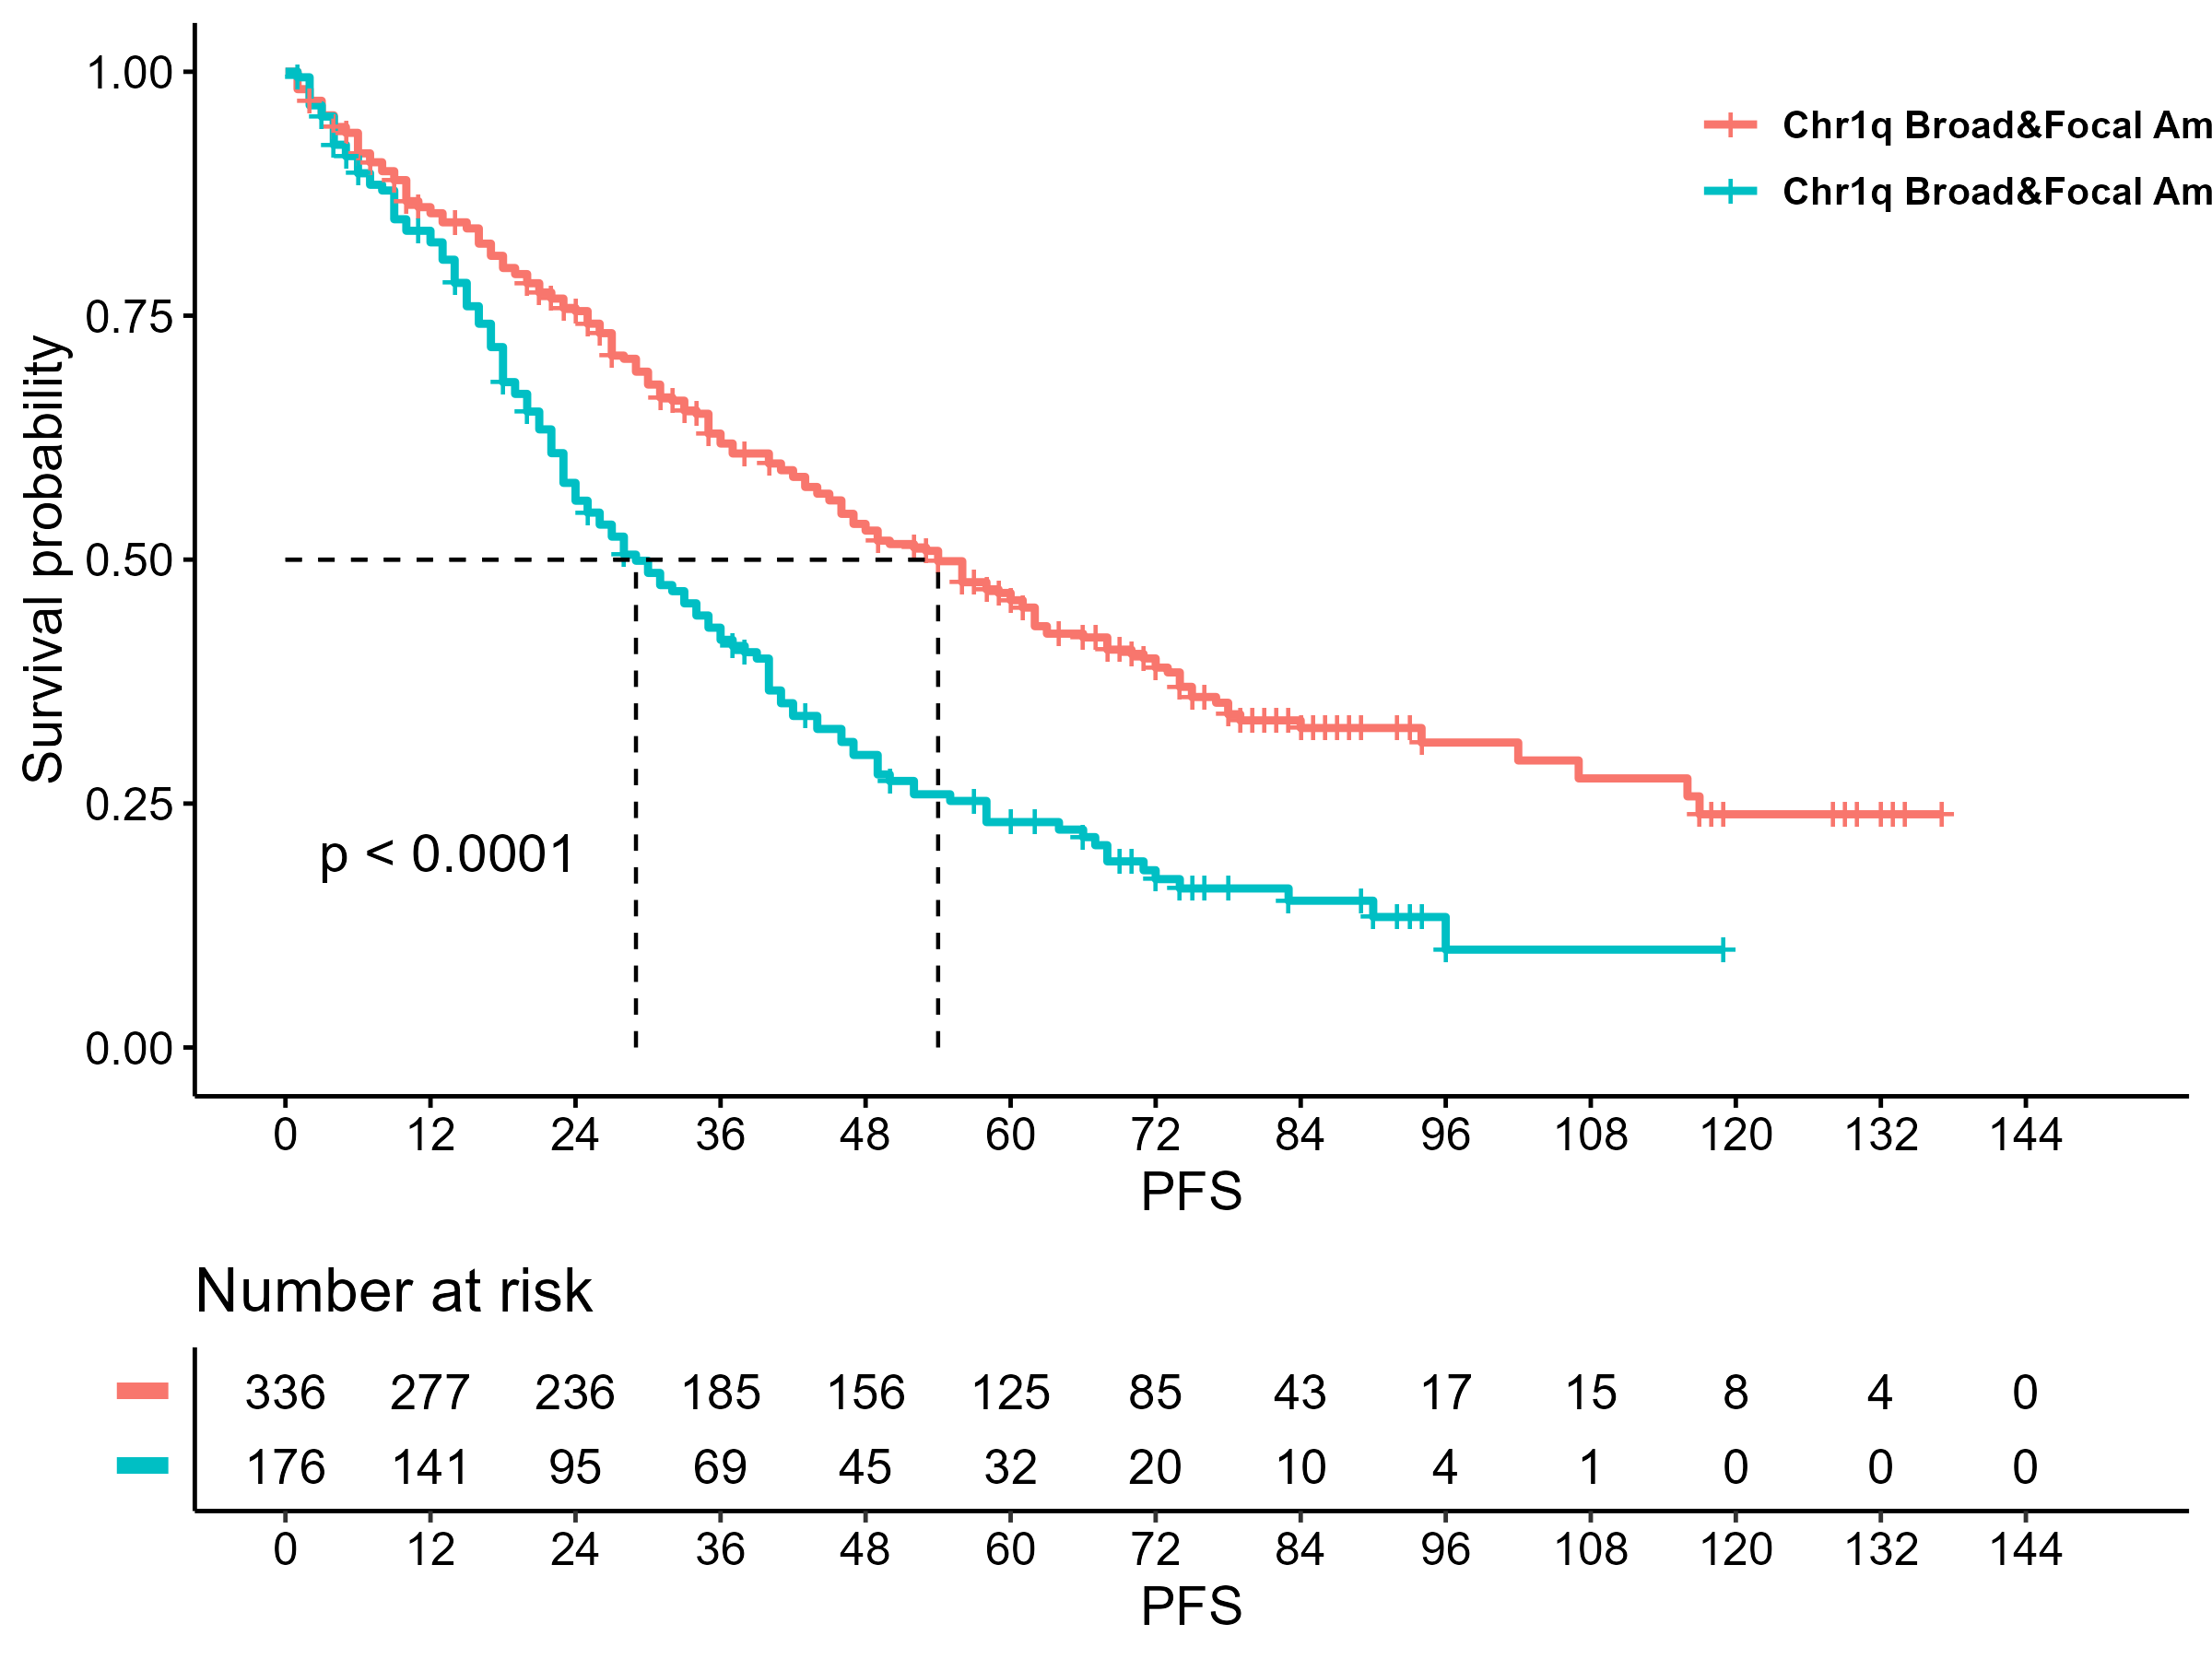 Survival probability
1.00
0.75
0.50
0.25
0.00
Chr1q Broad&Focal Am
Chr1q Broad&Focal Am
p < 0.0001
0 12 24 36 48 60 72 84 96 108 120 132 144
PFS
Number at risk
336 277 236 185 156 125 85 43 17 15 8 4 0
176 141 95 69 45 32 20 10 4 1 0 0 0
0 12 24 36 48 60 72 84 96 108 120 132 144
PFS